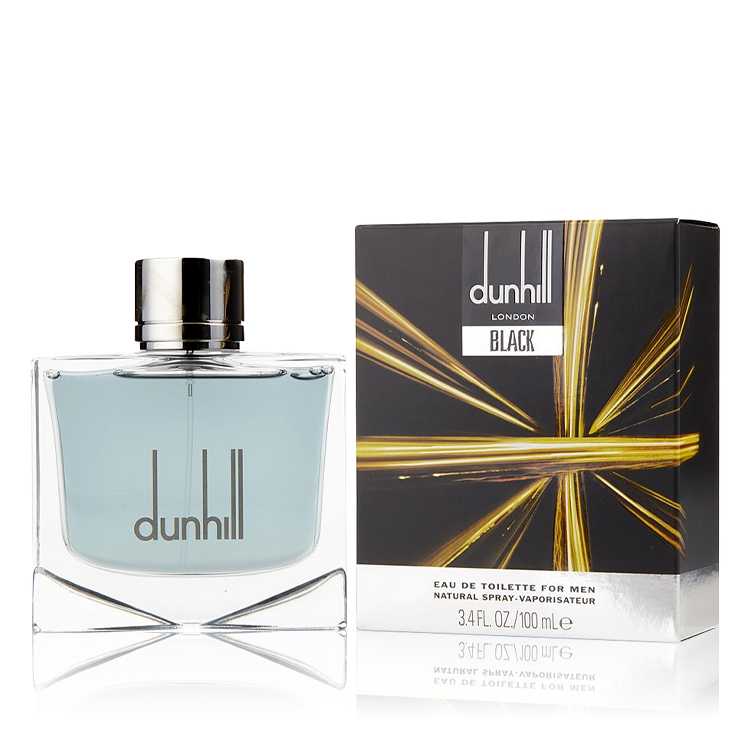 dunhill
dunhill
LONDON
BLACK
EAU DE TOILETTE FOR MEN
NATURAL SPRAY-VAPORISATEUR
3.4 FL. OZ./100 mL e